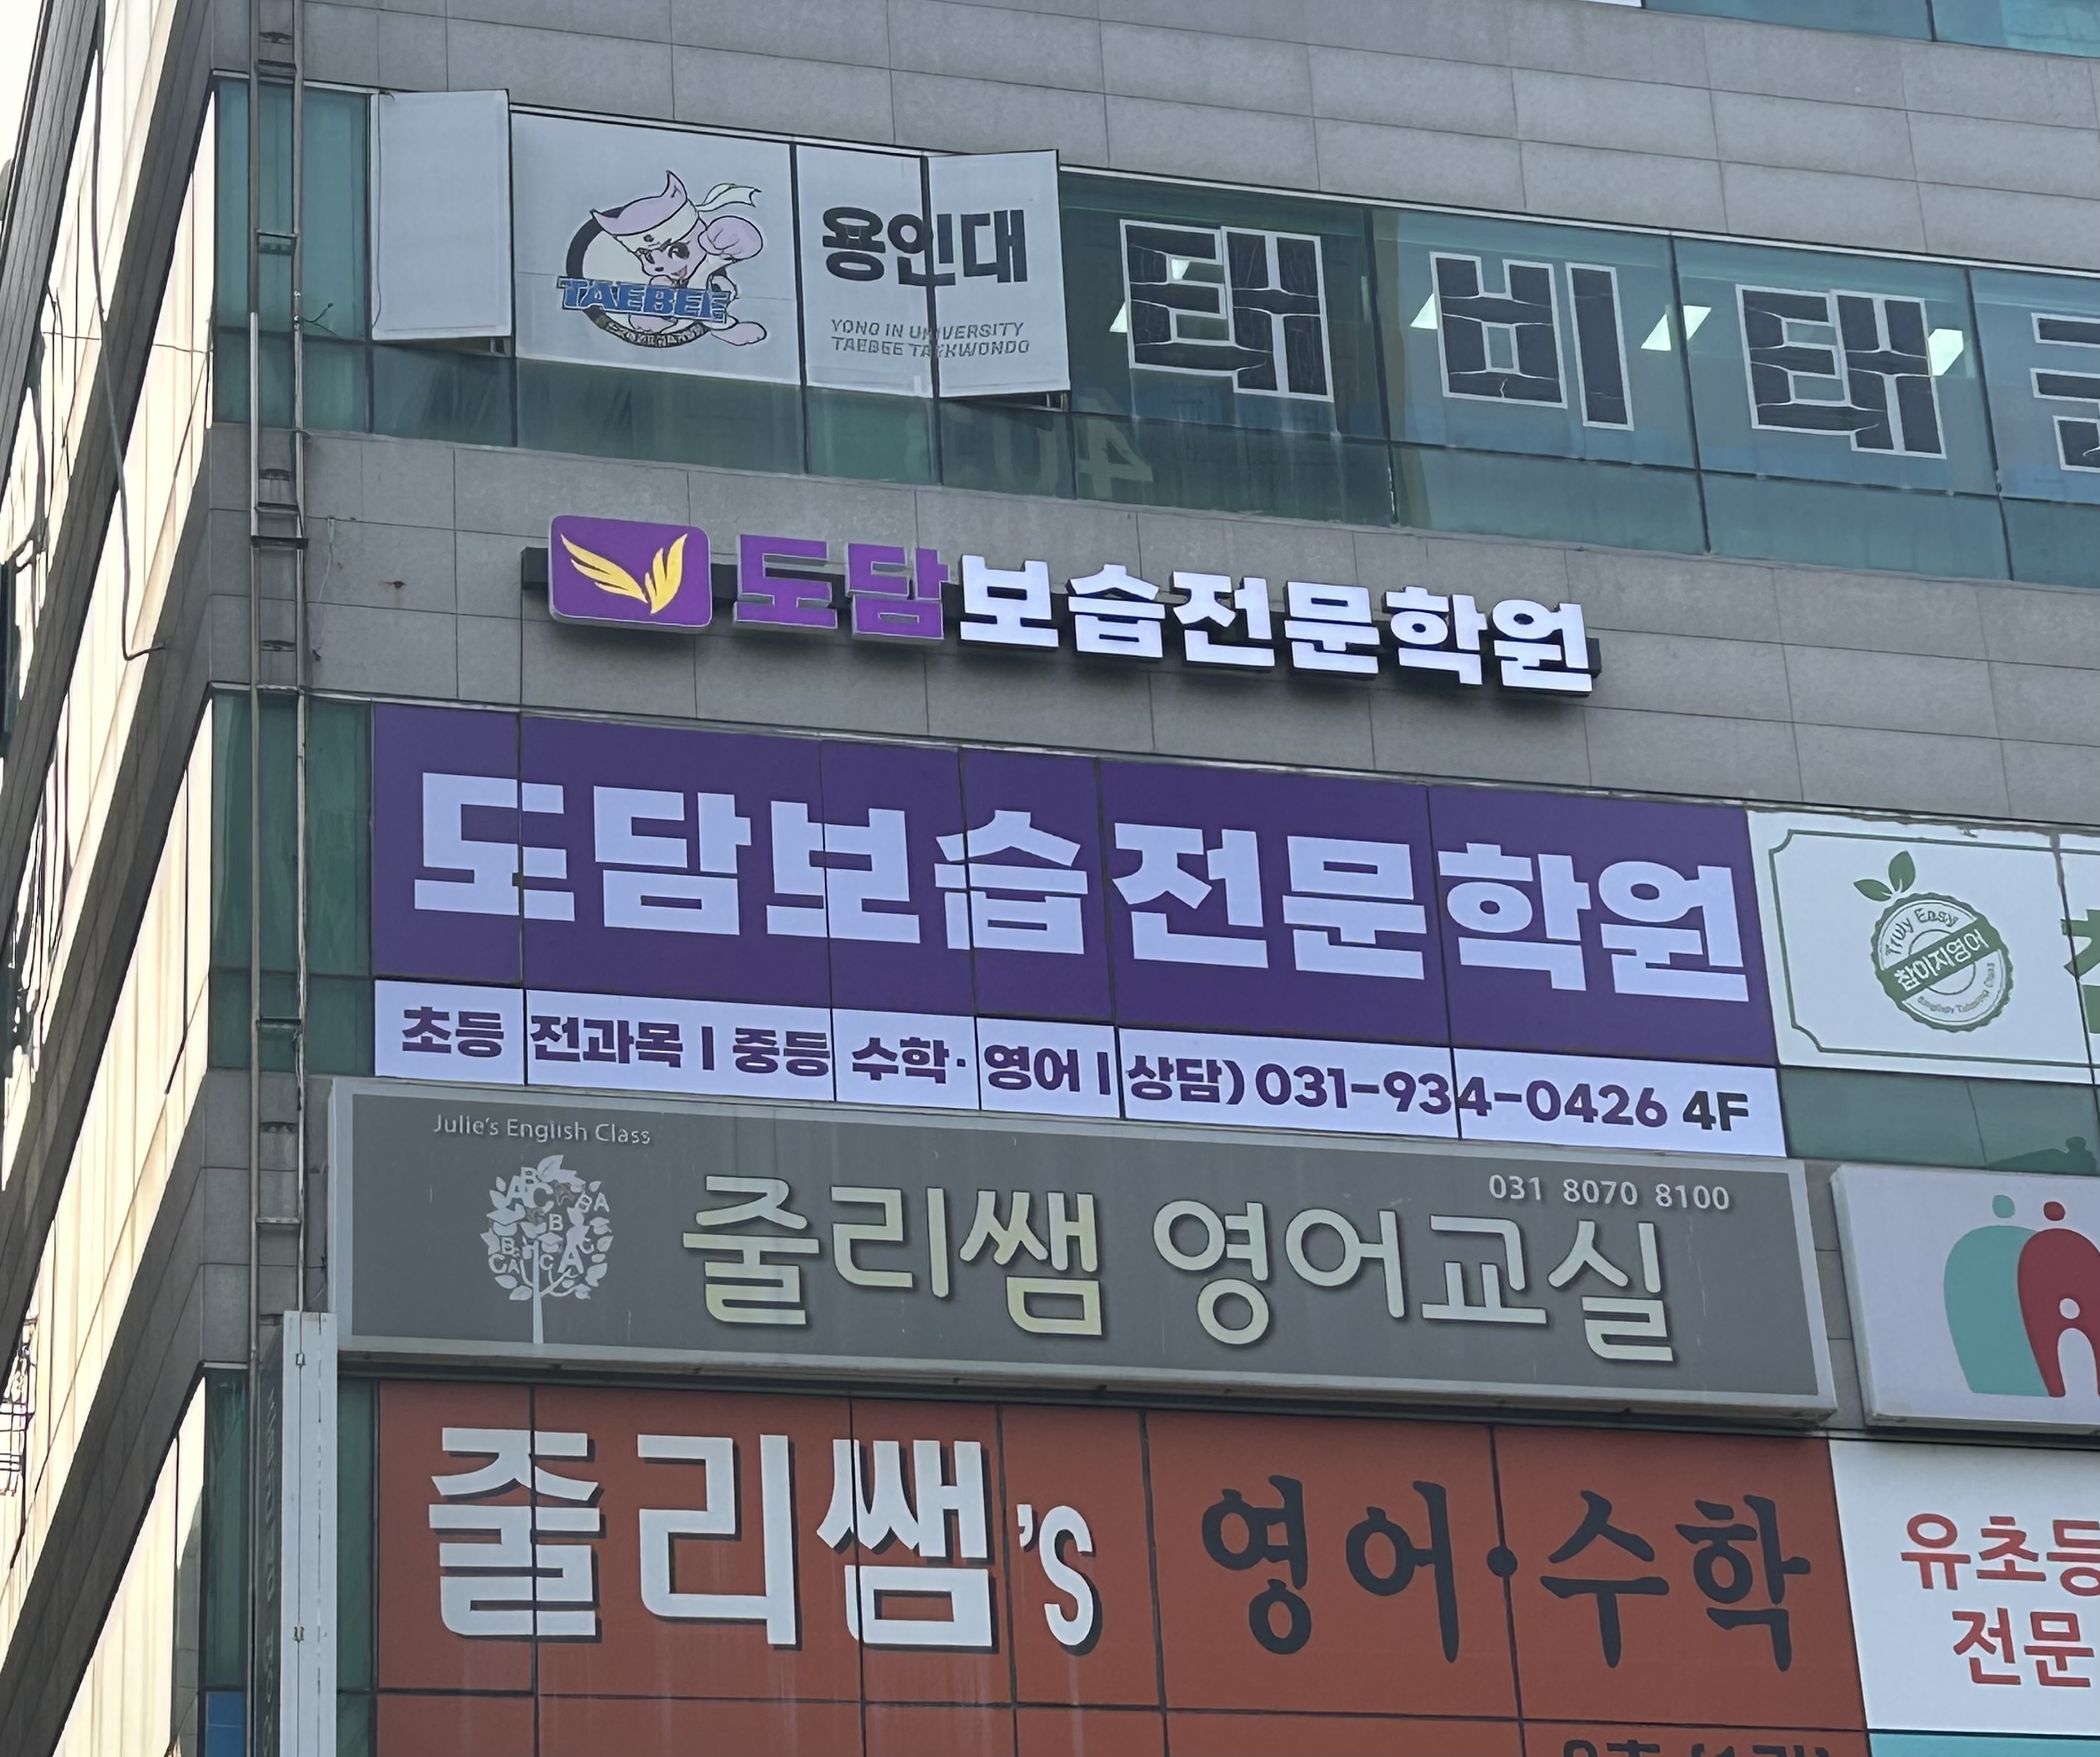 TAEBEE
용인대
YONG IN UNIVERSITY
TAEBEE TAEKWONDO
태비태
도담보습전문학원
도담보습전문학원
초등 전과목 | 중등 수학·영어 | 상담) 031-934-0426 4F
Truly Easy
참이지영어
Julie's English Class
031 8070 8100
줄리쌤 영어교실
줄리쌤's 영어·수학
유초등
전문